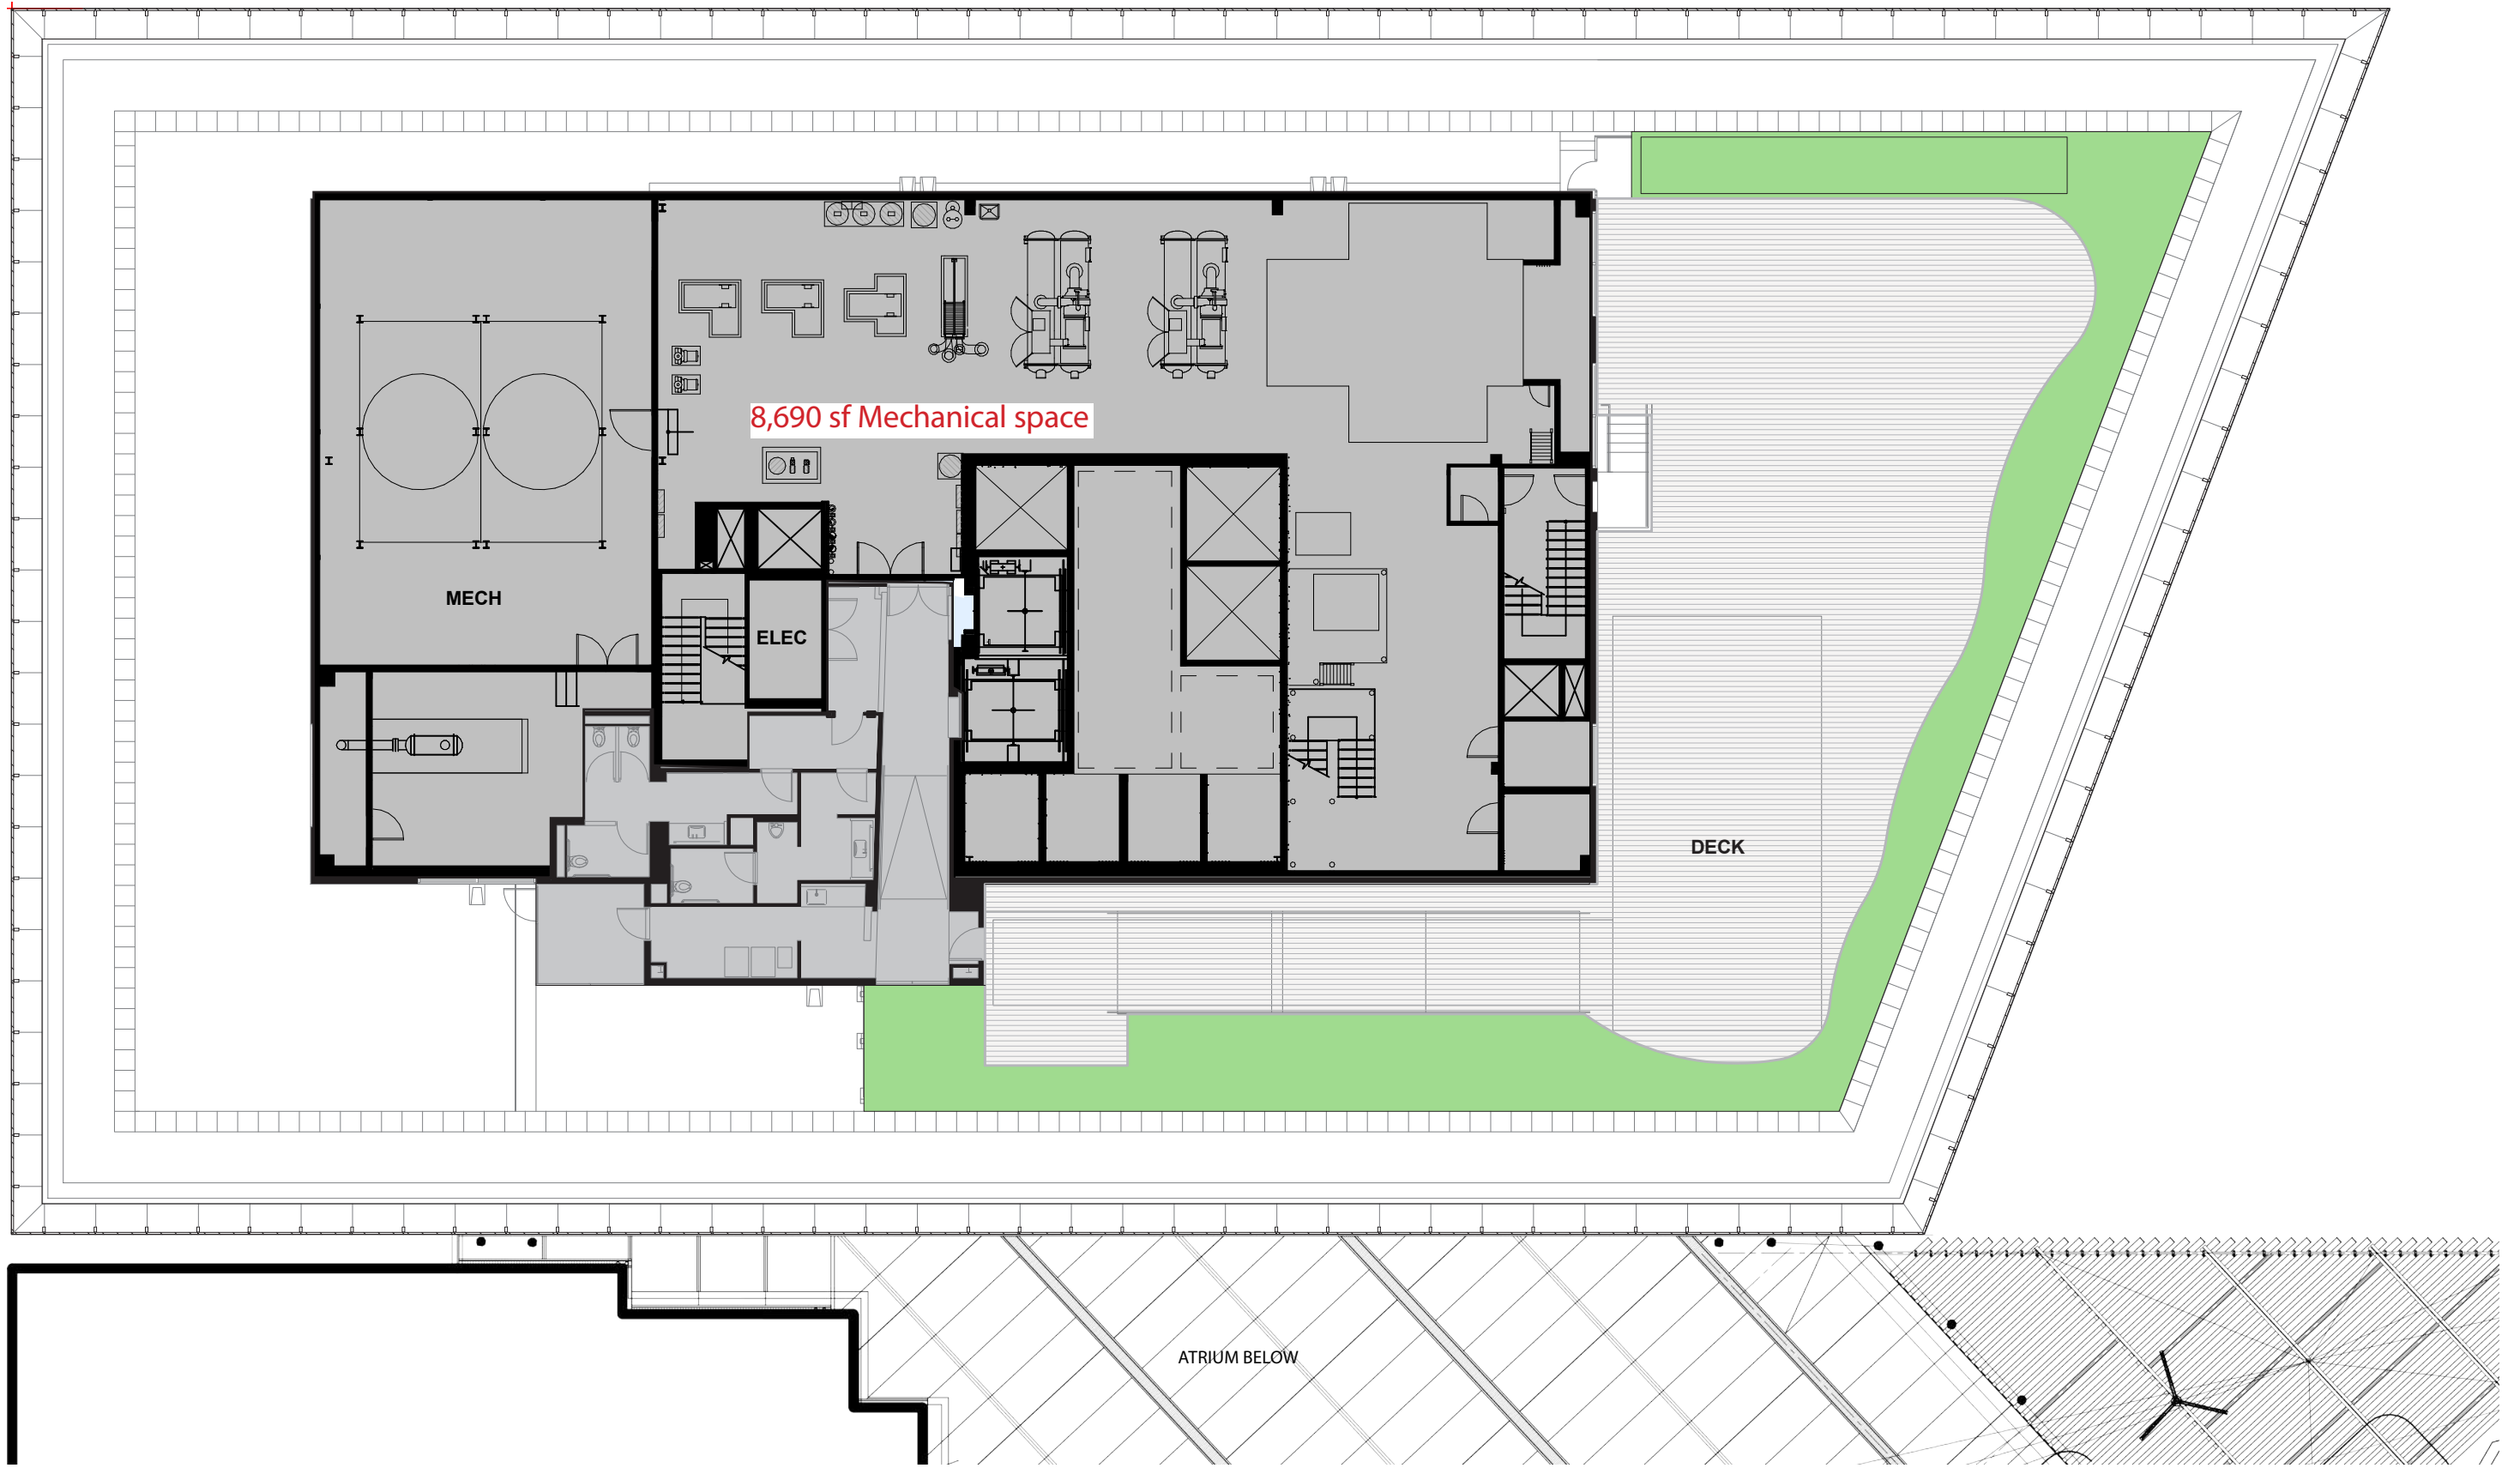 8,690 sf Mechanical space
MECH
ELEC
DECK
ATRIUM BELOW